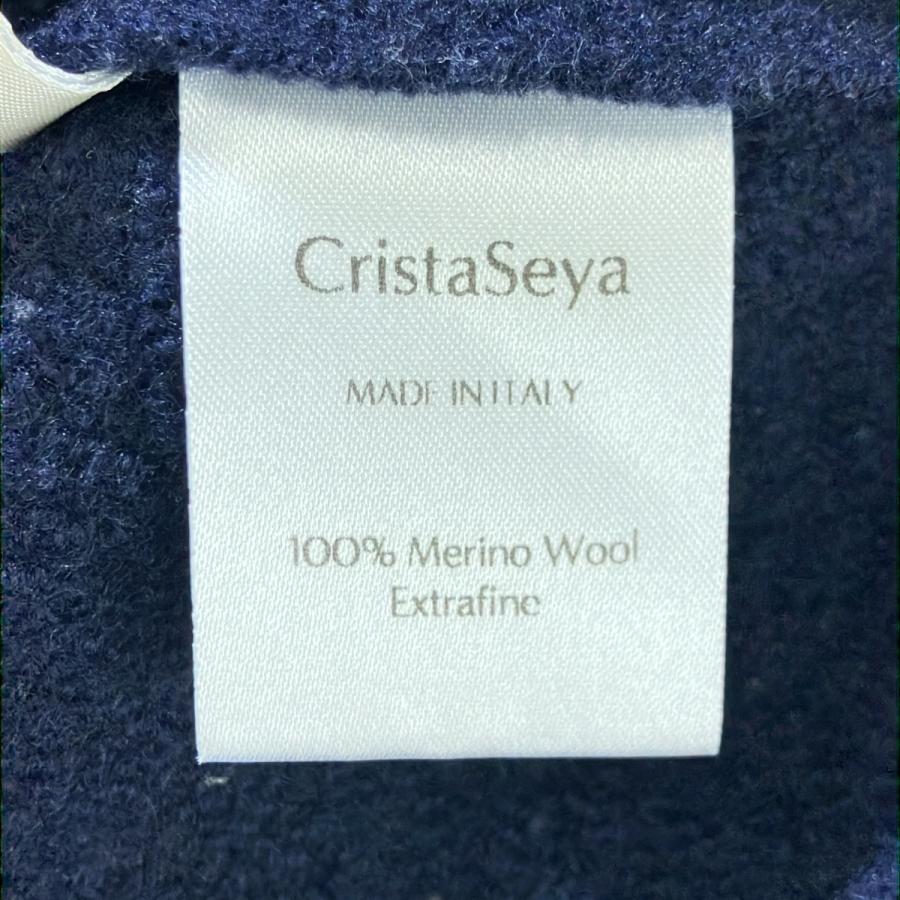 CristaSeya
MADE IN ITALY
100% Merino Wool
Extrafine